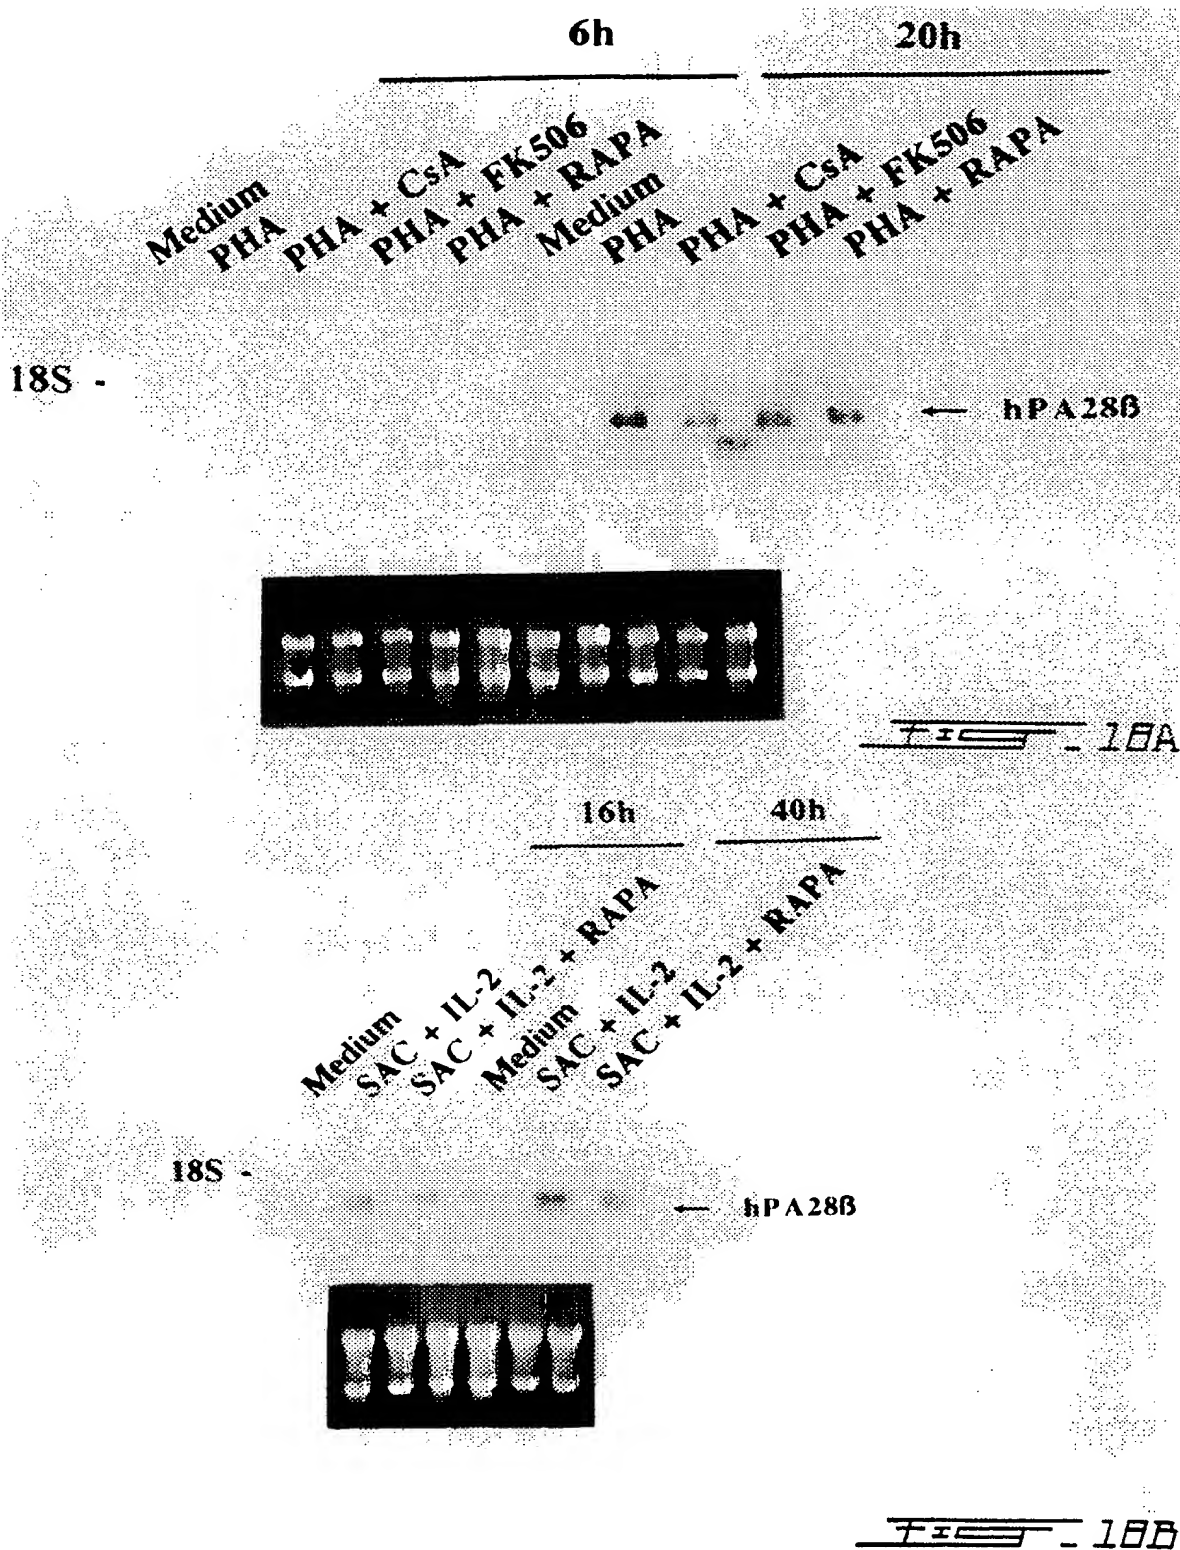 6h 20h
Medium PHA PHA + CsA PHA + FK506 PHA + RAPA Medium PHA PHA + CsA PHA + FK506 PHA + RAPA
18S -
← hPA28β
FIG - 18A
16h 40h
Medium SAC + IL-2 SAC + IL-2 + RAPA Medium SAC + IL-2 SAC + IL-2 + RAPA
18S -
← hPA28β
FIG - 18B